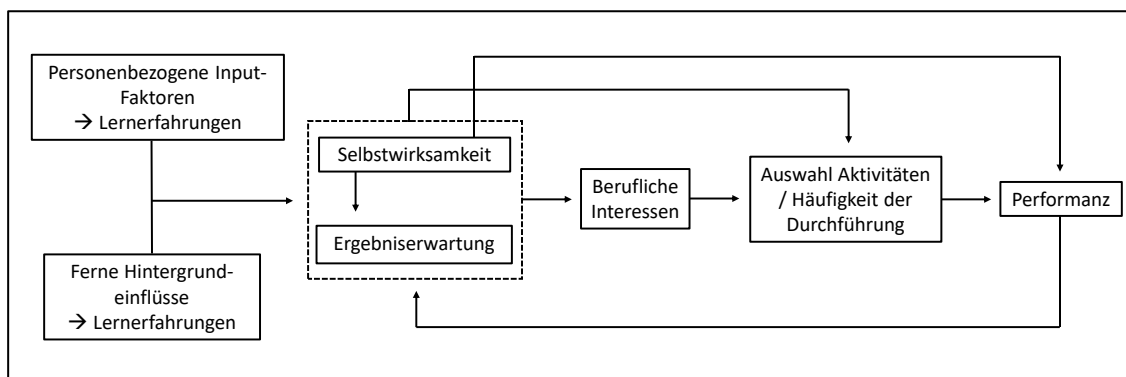 Personenbezogene Input-
Faktoren
→ Lernerfahrungen
Ferne Hintergrund-
einflüsse
→ Lernerfahrungen
Selbstwirksamkeit
Ergebniserwartung
Berufliche
Interessen
Auswahl Aktivitäten
/ Häufigkeit der
Durchführung
Performanz